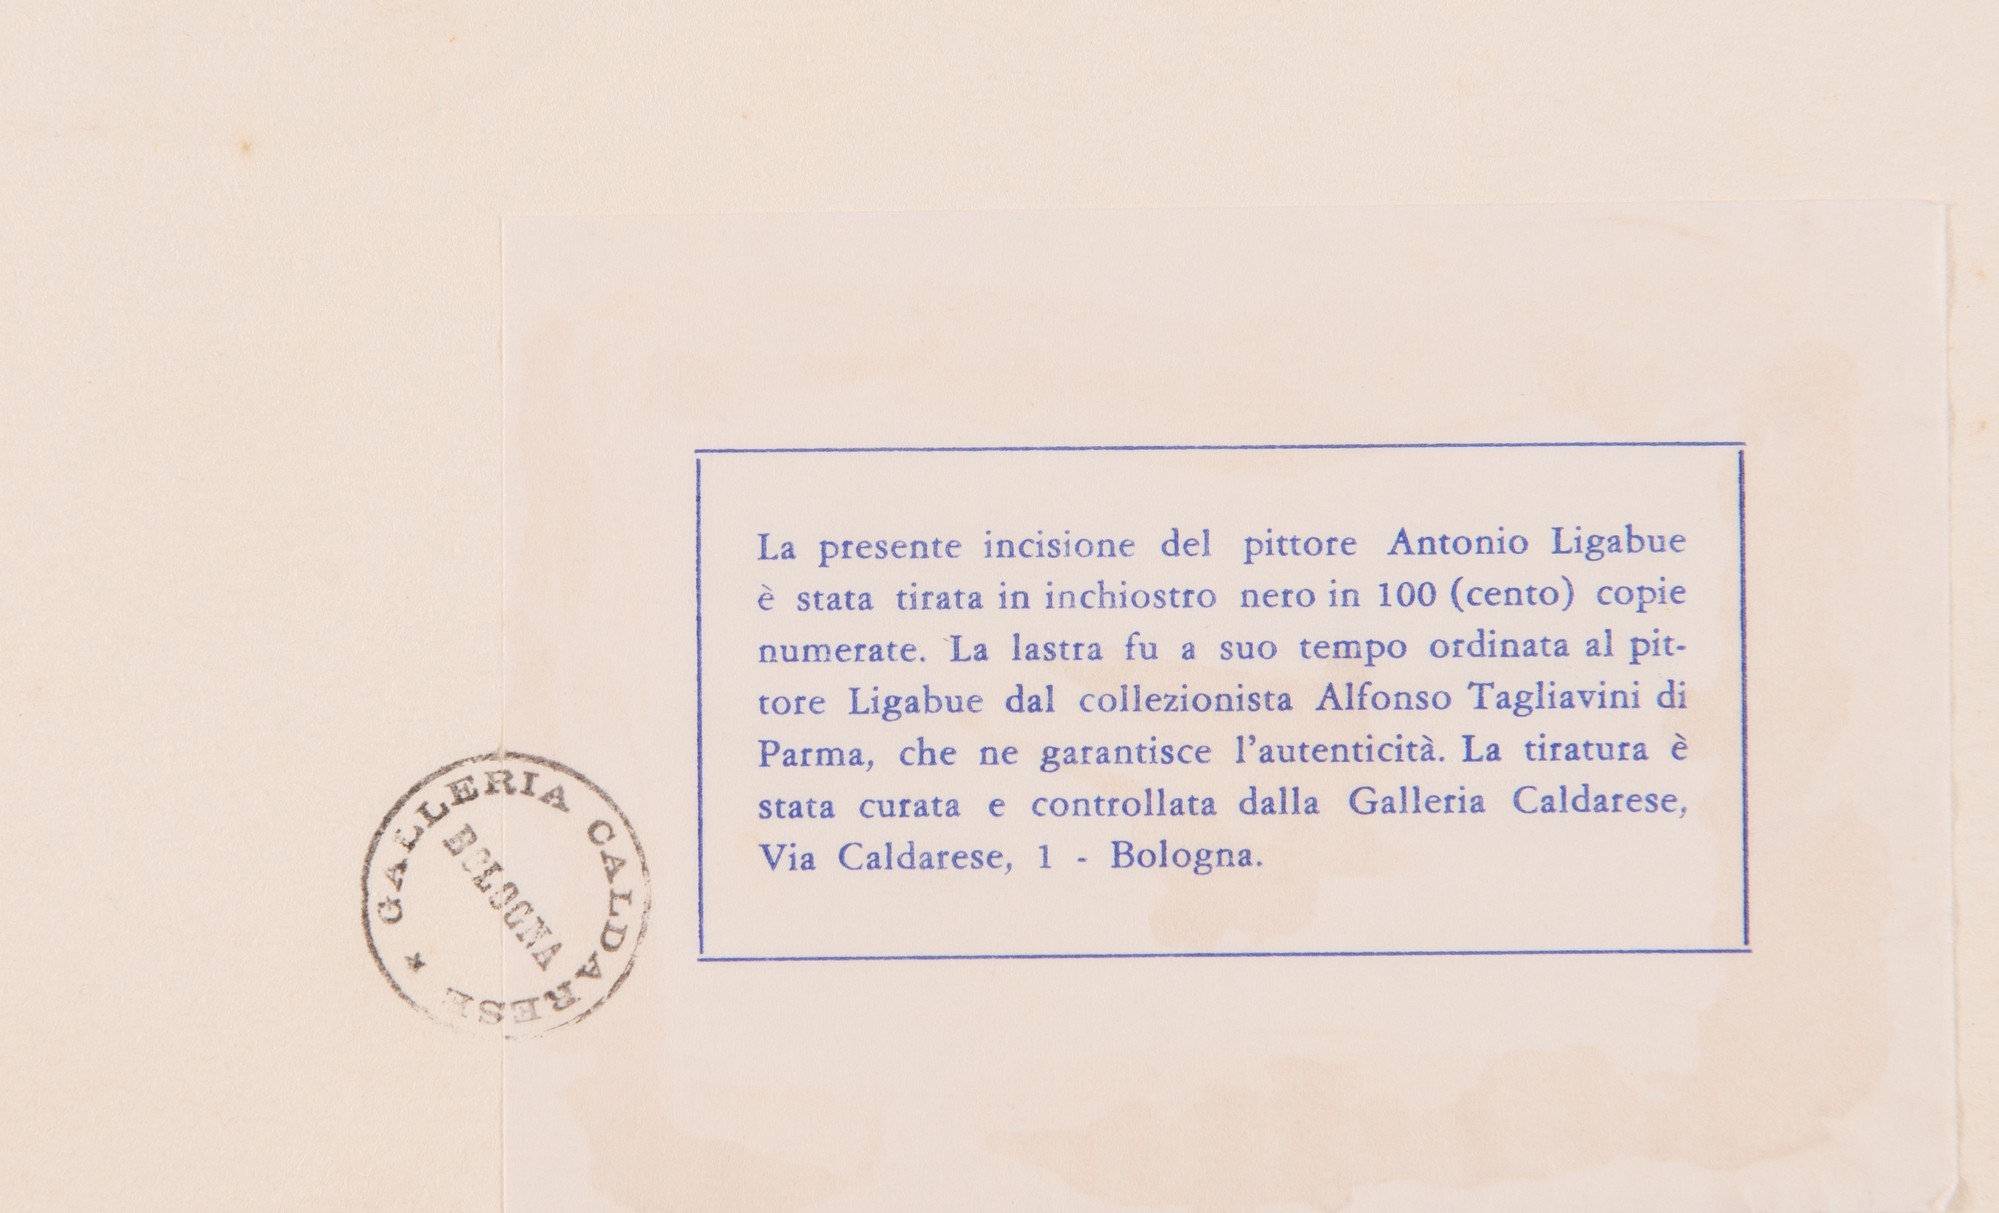 La presente incisione del pittore Antonio Ligabue
è stata tirata in inchiostro nero in 100 (cento) copie
numerate. La lastra fu a suo tempo ordinata al pit-
tore Ligabue dal collezionista Alfonso Tagliavini di
Parma, che ne garantisce l'autenticità. La tiratura è
stata curata e controllata dalla Galleria Caldarese,
Via Caldarese, 1 - Bologna.
GALLERIA CALDARESE *
BOLOGNA